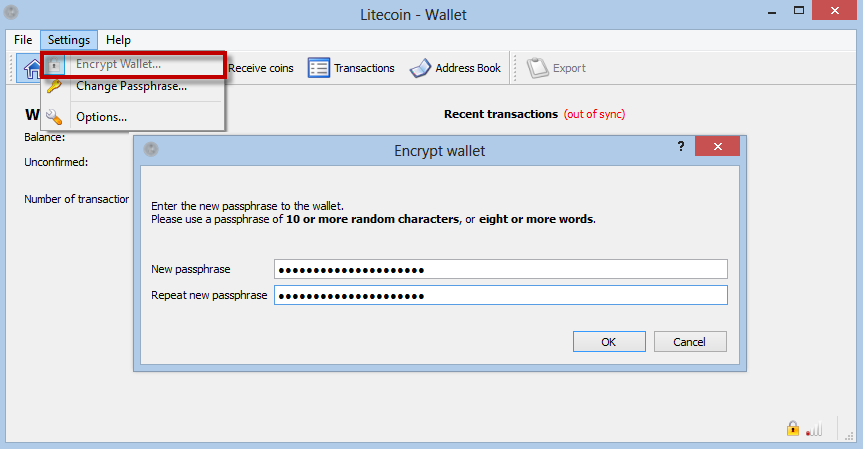 Litecoin - Wallet
File Settings Help
Encrypt Wallet...
Receive coins Transactions Address Book Export
Change Passphrase...
Options...
Recent transactions (out of sync)
Balance:
Unconfirmed:
Number of transaction
Encrypt wallet
?
Enter the new passphrase to the wallet.
Please use a passphrase of 10 or more random characters, or eight or more words.
New passphrase ●●●●●●●●●●●●●●●●●●●●●
Repeat new passphrase ●●●●●●●●●●●●●●●●●●●●●
OK Cancel